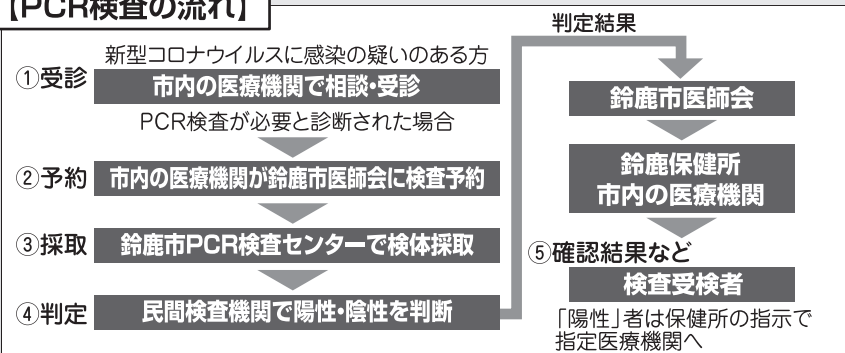 【PCR検査の流れ】
新型コロナウイルスに感染の疑いのある方
①受診
市内の医療機関で相談・受診
PCR検査が必要と診断された場合
②予約
市内の医療機関が鈴鹿市医師会に検査予約
③採取
鈴鹿市PCR検査センターで検体採取
④判定
民間検査機関で陽性・陰性を判断
判定結果
鈴鹿市医師会
鈴鹿保健所
市内の医療機関
⑤確認結果など
検査受検者
「陽性」者は保健所の指示で
指定医療機関へ